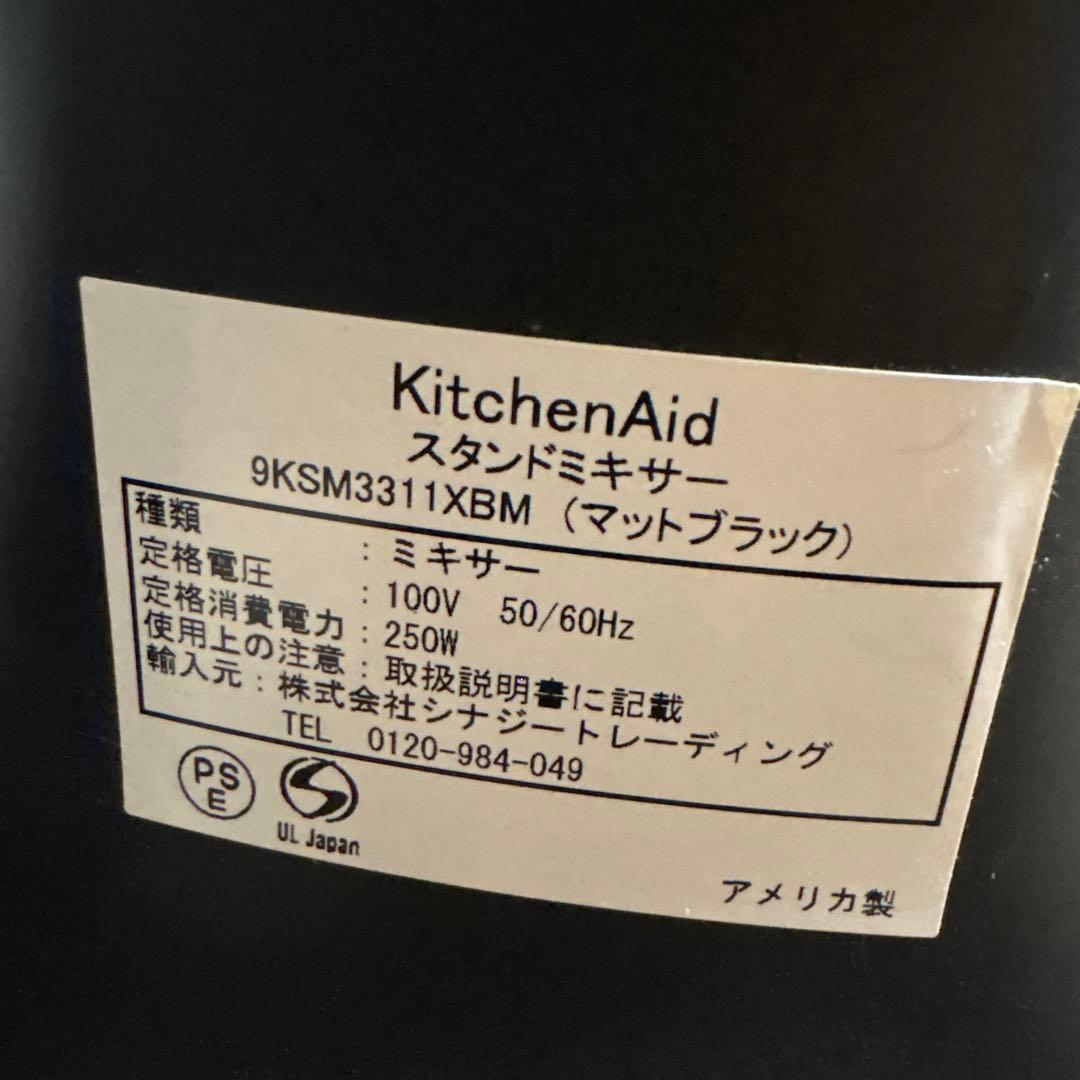 KitchenAid
スタンドミキサー
9KSM3311XBM （マットブラック）
種類 : ミキサー
定格電圧 : 100V 50/60Hz
定格消費電力 : 250W
使用上の注意 : 取扱説明書に記載
輸入元 : 株式会社シナジートレーディング
TEL 0120-984-049
PS
E
UL Japan
アメリカ製